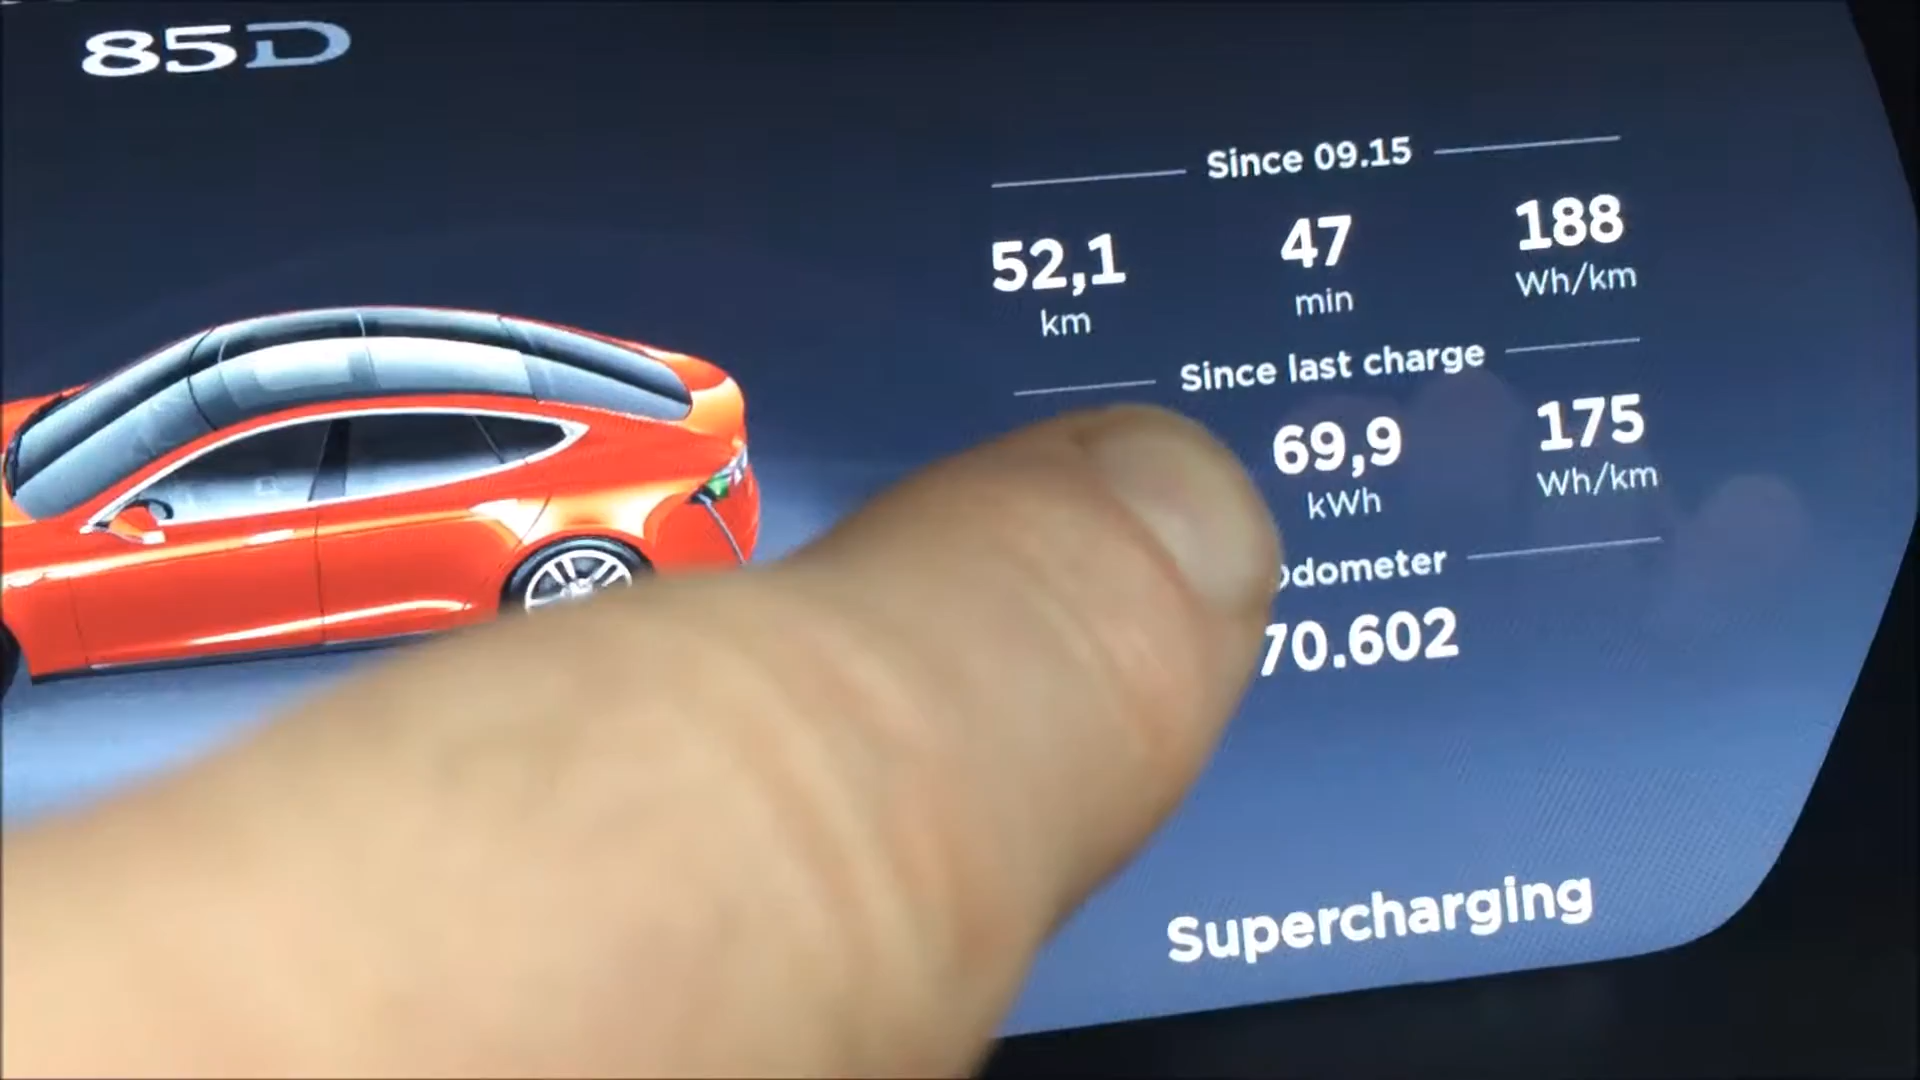 85D
Since 09.15
52,1 47 188
km min Wh/km
Since last charge
69,9 175
kWh Wh/km
70.602
Supercharging